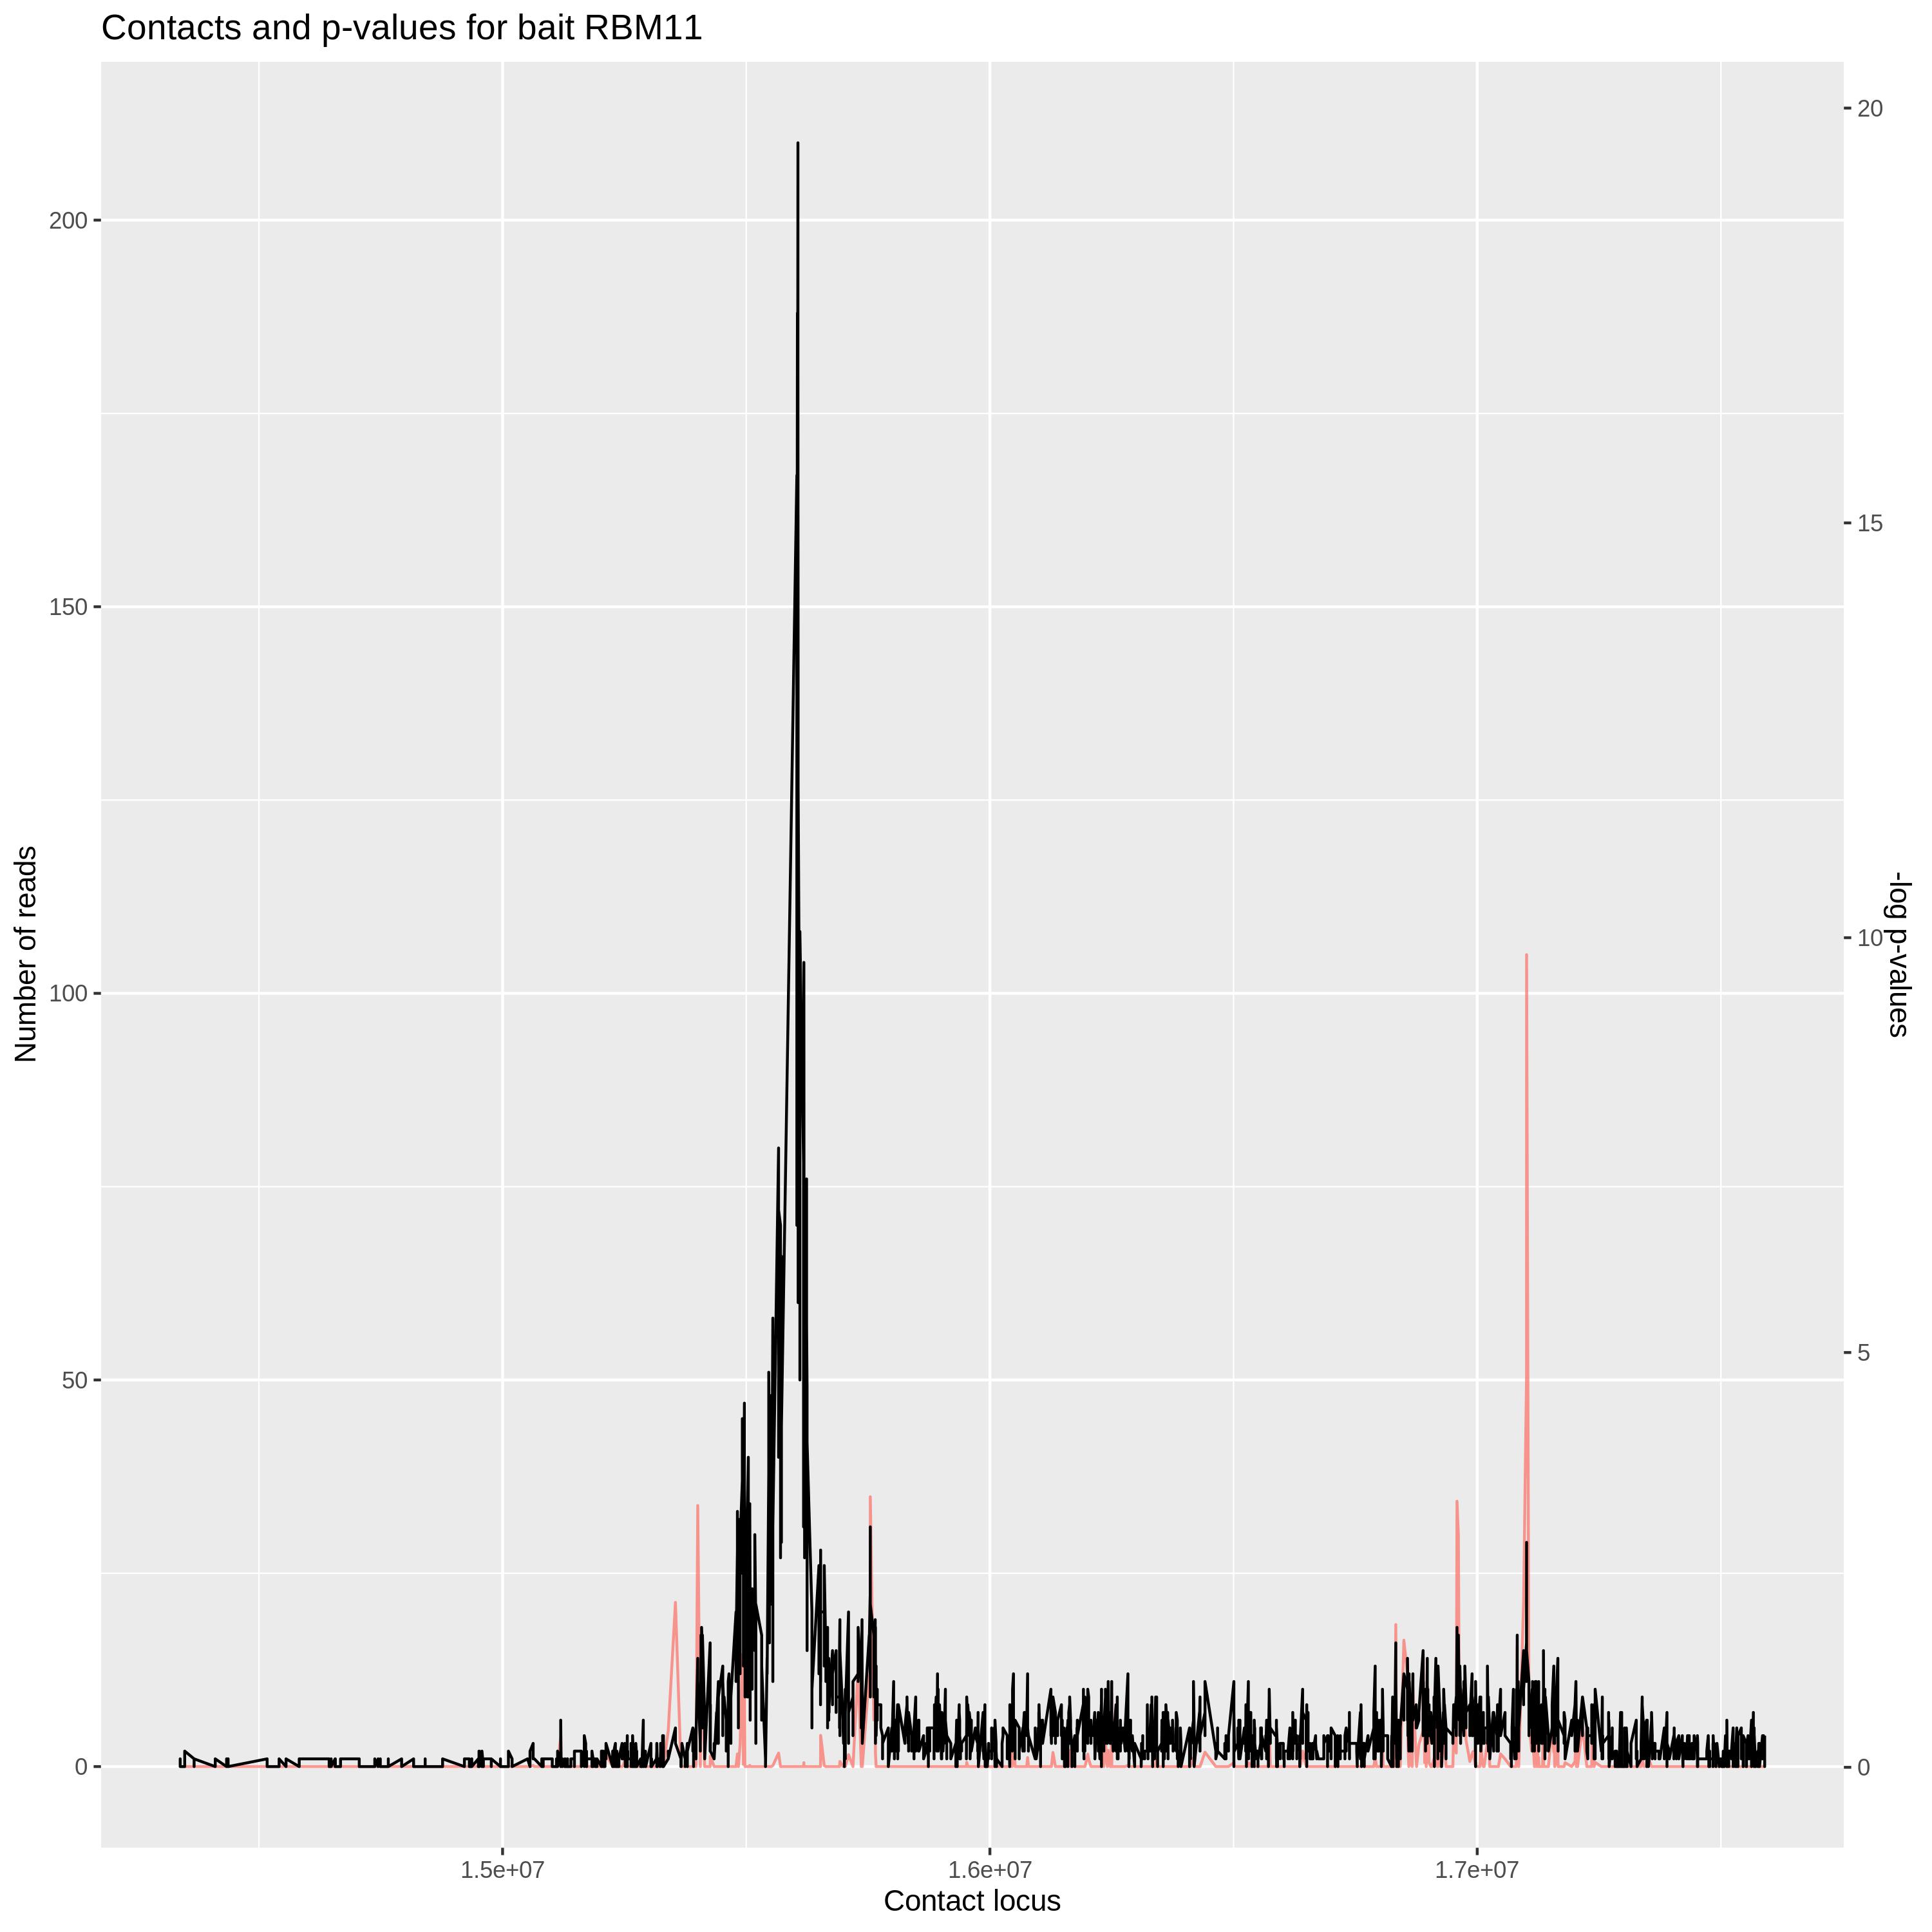 Contacts and p-values for bait RBM11
200
150
100
50
0
Number of reads
20
15
10
5
0
-log p-values
1.5e+07
1.6e+07
1.7e+07
Contact locus